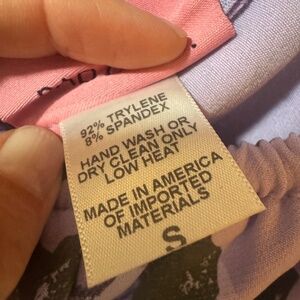 92% TRYLENE
8% SPANDEX
HAND WASH OR
DRY CLEAN ONLY
LOW HEAT
MADE IN AMERICA
OF IMPORTED
MATERIALS
S